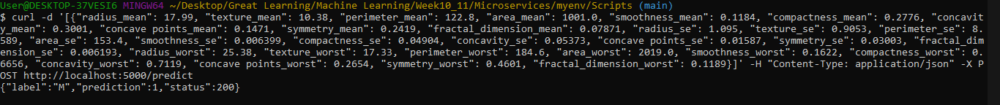 User@DESKTOP-37VESI6 MINGW64 ~/Desktop/Great Learning/Machine Learning/Week10_11/Microservices/myenv/Scripts (main)
$ curl -d '[{"radius_mean": 17.99, "texture_mean": 10.38, "perimeter_mean": 122.8, "area_mean": 1001.0, "smoothness_mean": 0.1184, "compactness_mean": 0.2776, "concavit
y_mean": 0.3001, "concave points_mean": 0.1471, "symmetry_mean": 0.2419, "fractal_dimension_mean": 0.07871, "radius_se": 1.095, "texture_se": 0.9053, "perimeter_se": 8.
589, "area_se": 153.4, "smoothness_se": 0.006399, "compactness_se": 0.04904, "concavity_se": 0.05373, "concave points_se": 0.01587, "symmetry_se": 0.03003, "fractal_dim
ension_se": 0.006193, "radius_worst": 25.38, "texture_worst": 17.33, "perimeter_worst": 184.6, "area_worst": 2019.0, "smoothness_worst": 0.1622, "compactness_worst": 0.
6656, "concavity_worst": 0.7119, "concave points_worst": 0.2654, "symmetry_worst": 0.4601, "fractal_dimension_worst": 0.1189}]' -H "Content-Type: application/json" -X P
OST http://localhost:5000/predict
{"label":"M","prediction":1,"status":200}